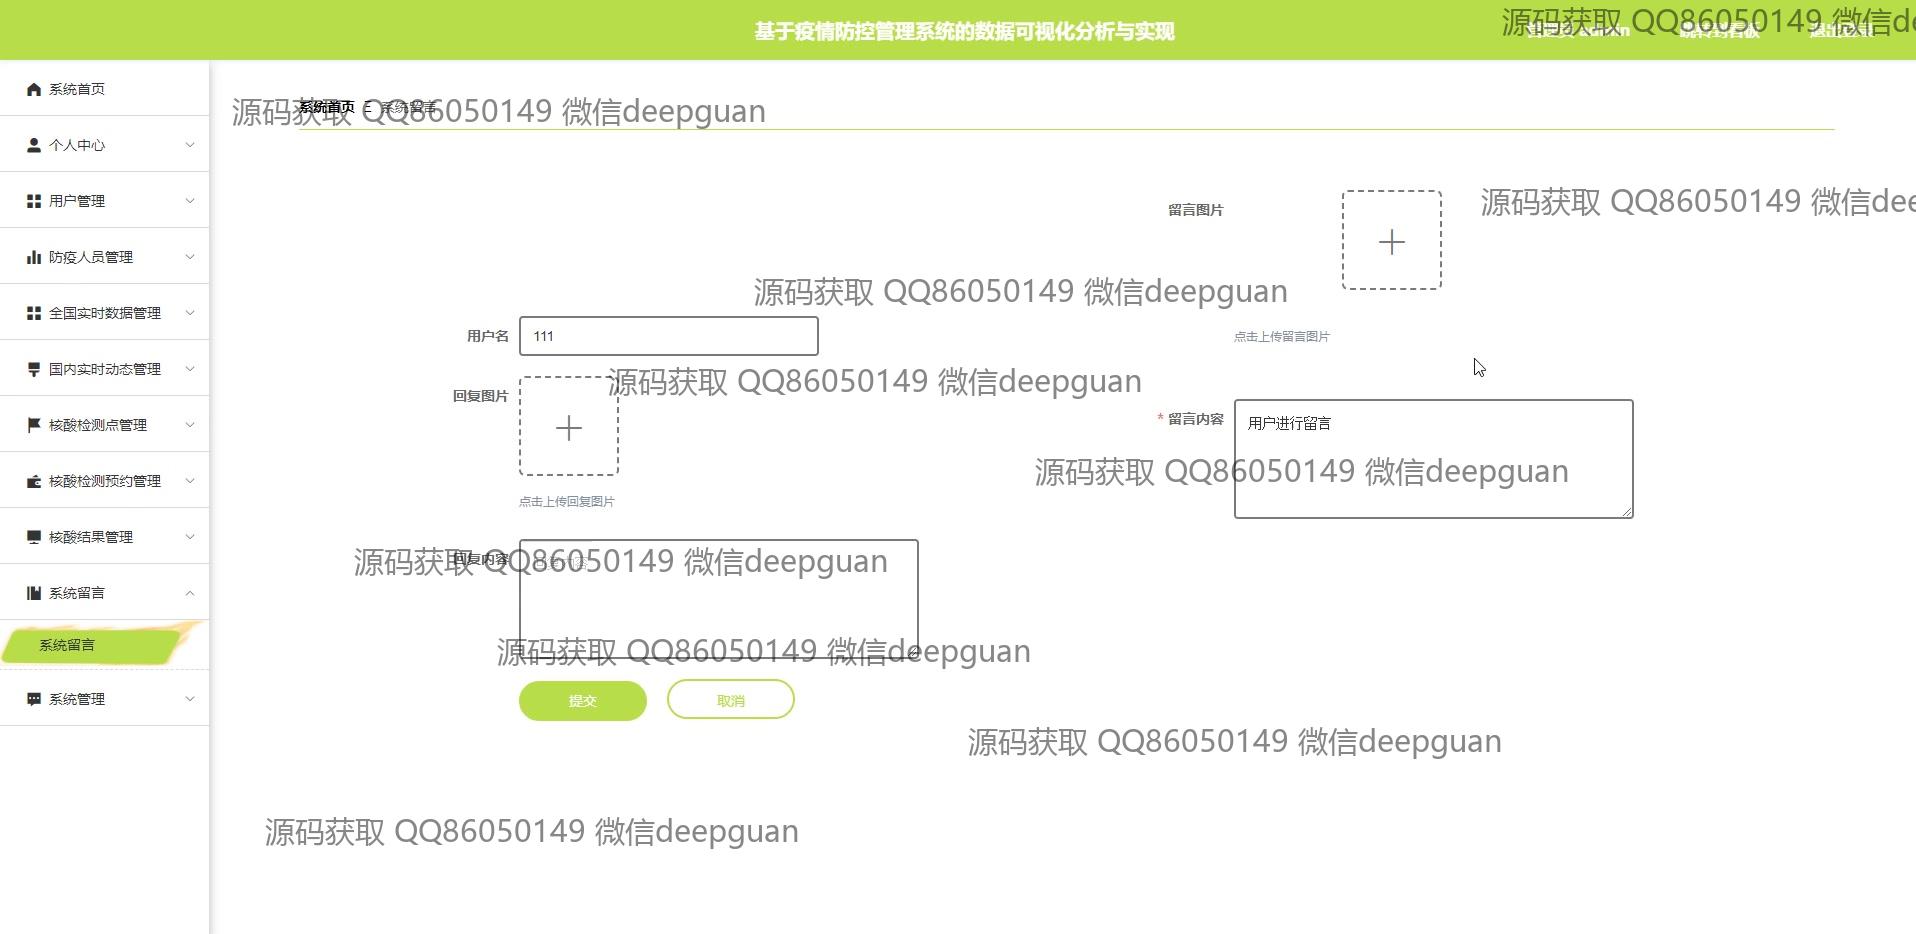 基于疫情防控管理系统的数据可视化分析与实现
源码获取 QQ86050149 微信de
系统首页
个人中心
用户管理
防疫人员管理
全国实时数据管理
国内实时动态管理
核酸检测点管理
核酸检测预约管理
核酸结果管理
系统留言
系统留言
系统管理
系统首页 系统留言
源码获取 QQ86050149 微信deepguan
留言图片
源码获取 QQ86050149 微信dee
源码获取 QQ86050149 微信deepguan
用户名 111
点击上传留言图片
回复图片
源码获取 QQ86050149 微信deepguan
* 留言内容 用户进行留言
源码获取 QQ86050149 微信deepguan
点击上传回复图片
回复内容
源码获取 QQ86050149 微信deepguan
源码获取 QQ86050149 微信deepguan
提交 取消
源码获取 QQ86050149 微信deepguan
源码获取 QQ86050149 微信deepguan